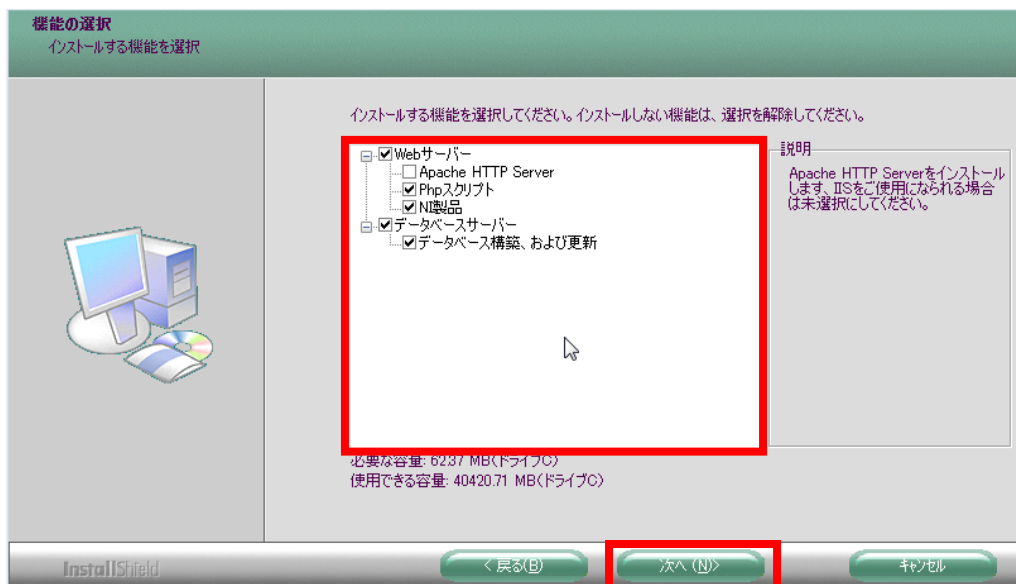 機能の選択
インストールする機能を選択
インストールする機能を選択してください。インストールしない機能は、選択を解除してください。
Webサーバー
Apache HTTP Server
Phpスクリプト
NI製品
データベースサーバー
データベース構築、および更新
説明
Apache HTTP Serverをインストール
します、IISをご使用になられる場合
は未選択にしてください。
必要な容量: 62.37 MB(ドライブC)
使用できる容量: 40420.71 MB(ドライブC)
InstallShield
< 戻る(B)
次へ (N)>
キャンセル